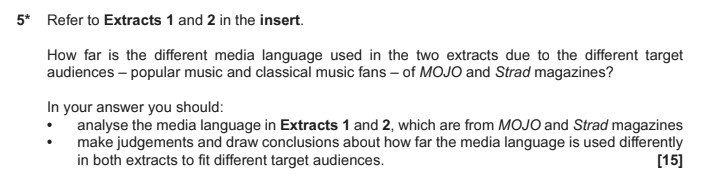 5* Refer to Extracts 1 and 2 in the insert.
How far is the different media language used in the two extracts due to the different target
audiences – popular music and classical music fans – of MOJO and Strad magazines?
In your answer you should:
• analyse the media language in Extracts 1 and 2, which are from MOJO and Strad magazines
• make judgements and draw conclusions about how far the media language is used differently
in both extracts to fit different target audiences. [15]